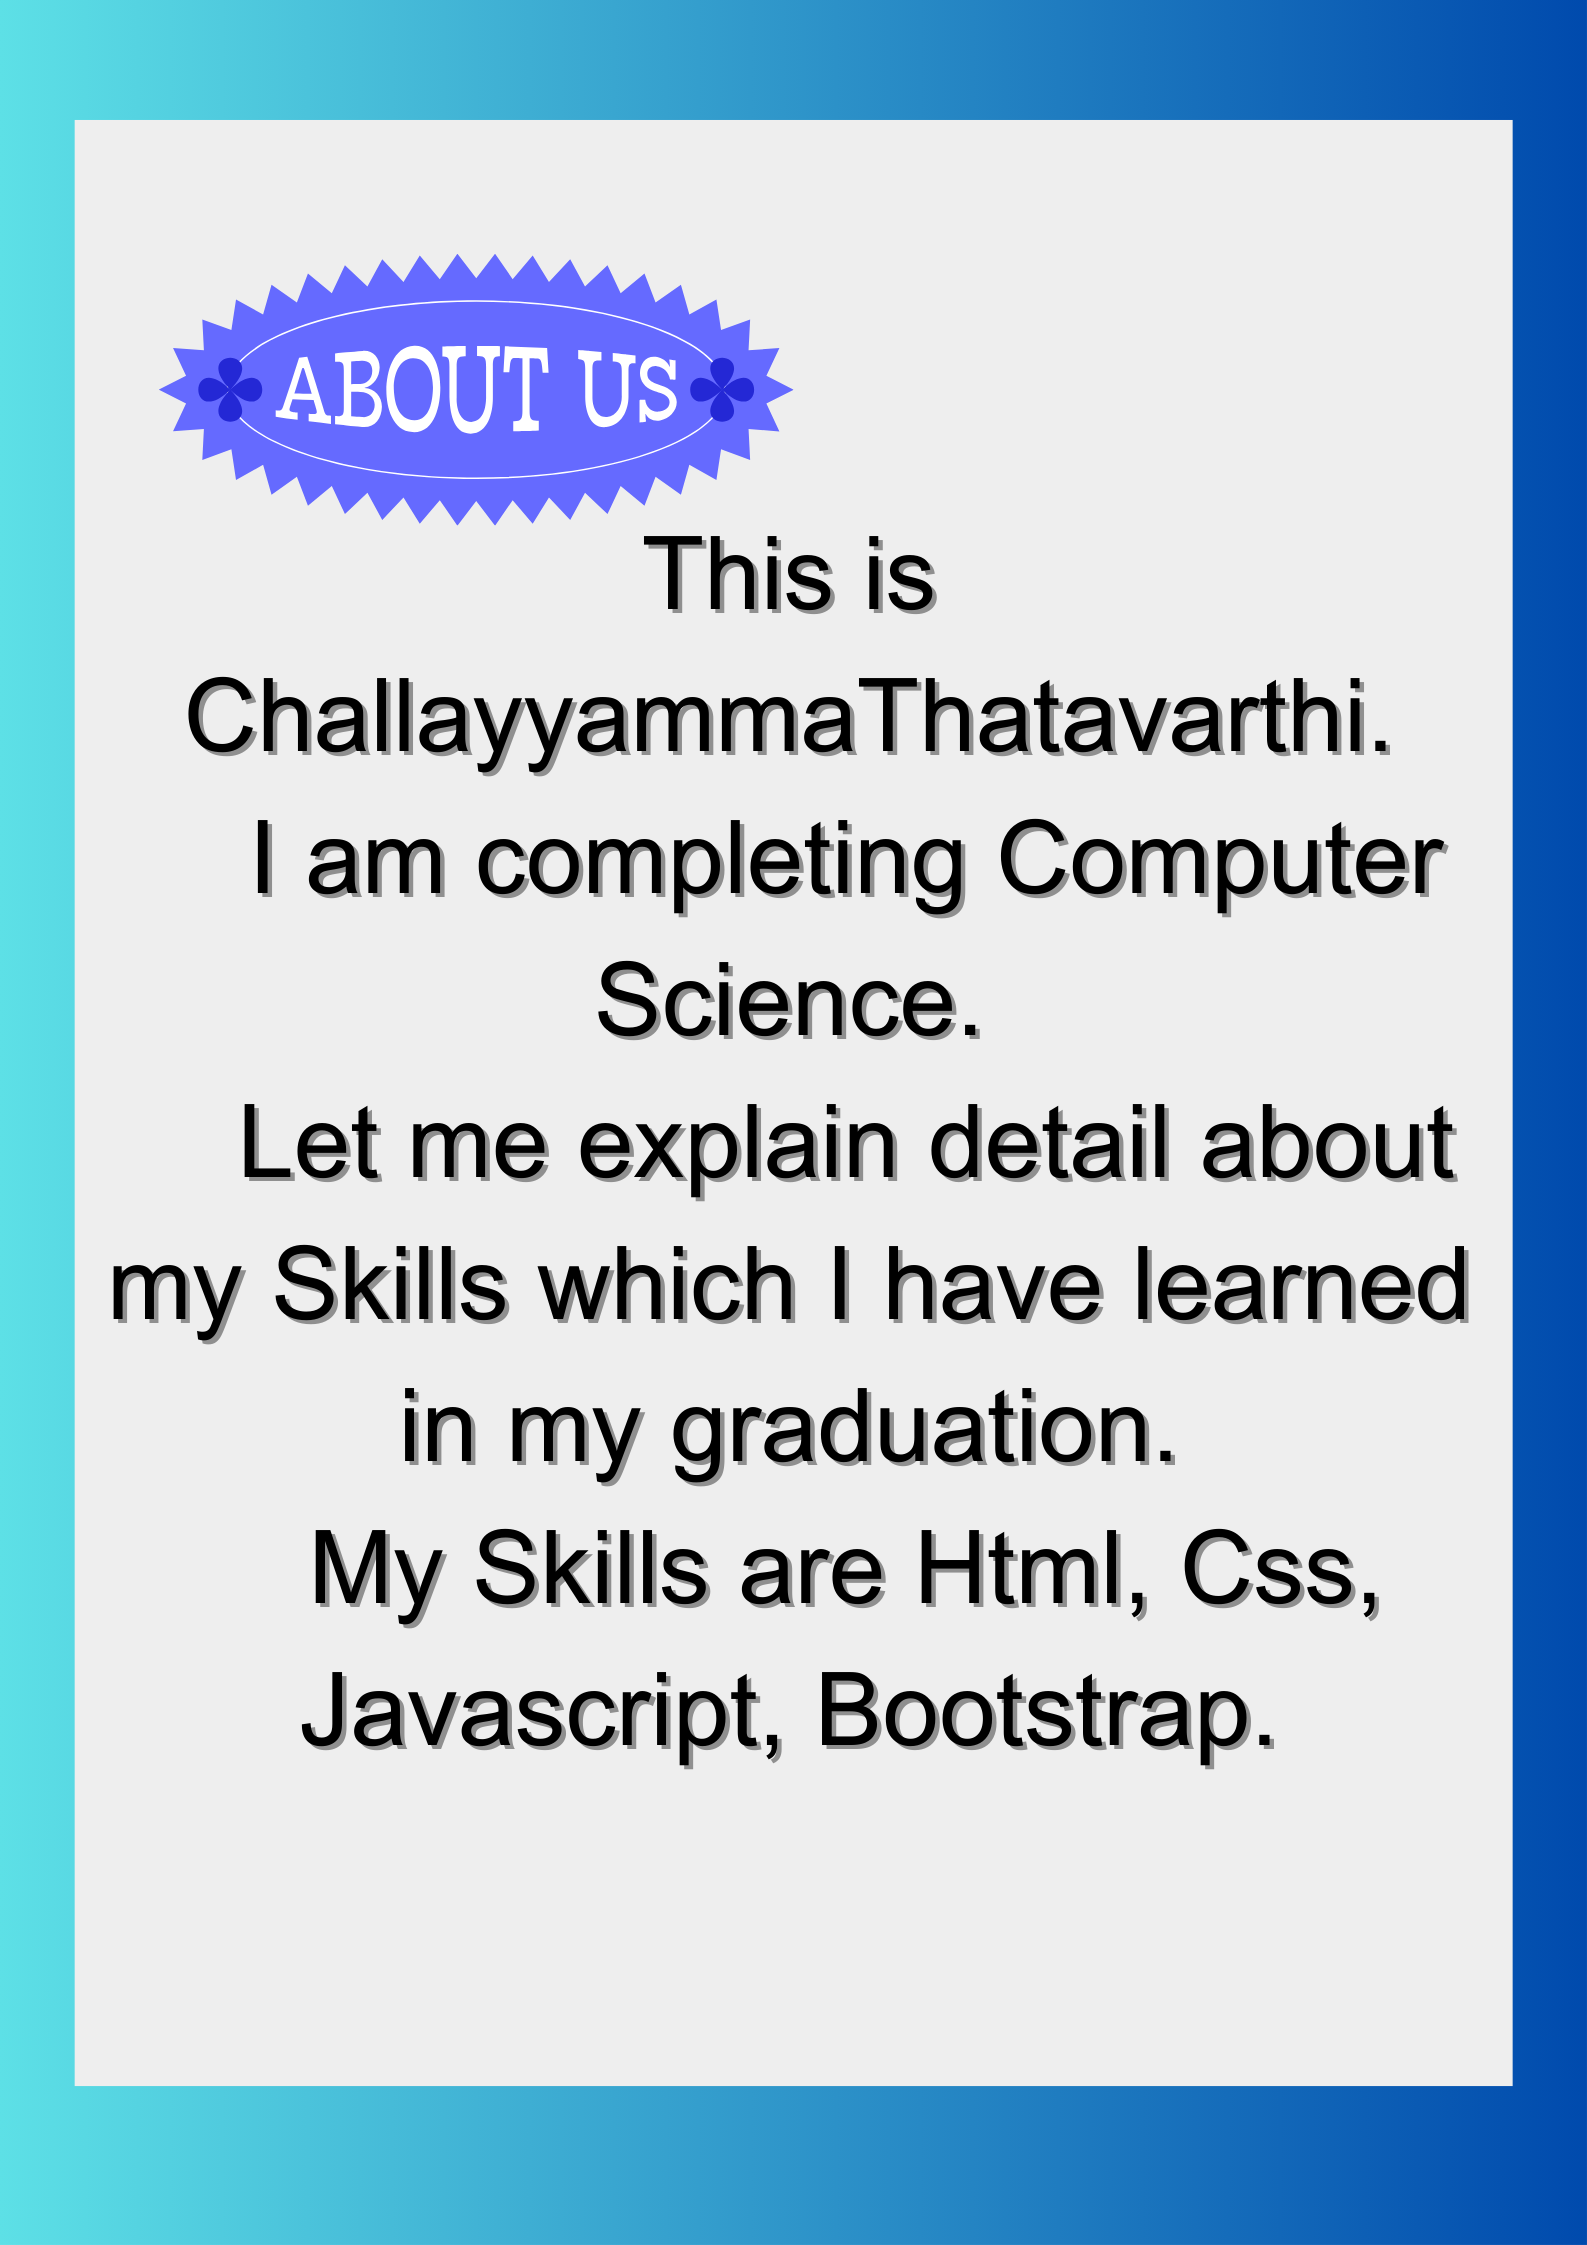 ABOUT US
This is
ChallayyammaThatavarthi.
I am completing Computer
Science.
Let me explain detail about
my Skills which I have learned
in my graduation.
My Skills are Html, Css,
Javascript, Bootstrap.